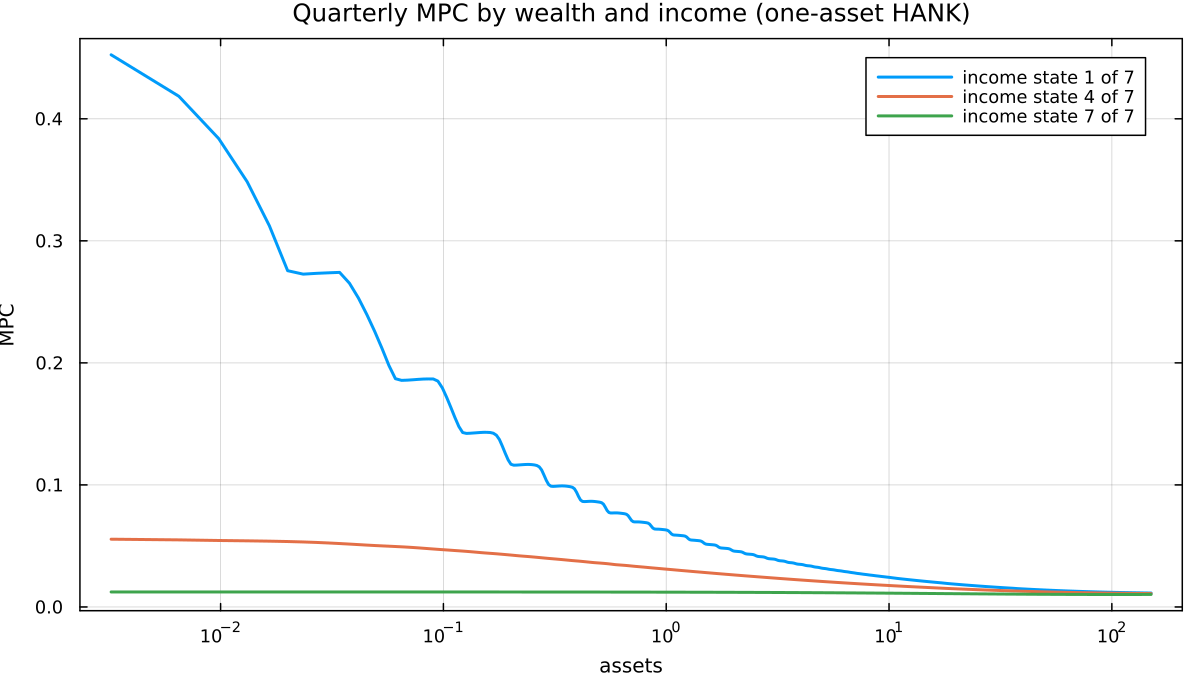 Quarterly MPC by wealth and income (one-asset HANK)
income state 1 of 7
income state 4 of 7
income state 7 of 7
MPC
0.4
0.3
0.2
0.1
0.0
10⁻² 10⁻¹ 10⁰ 10¹ 10²
assets